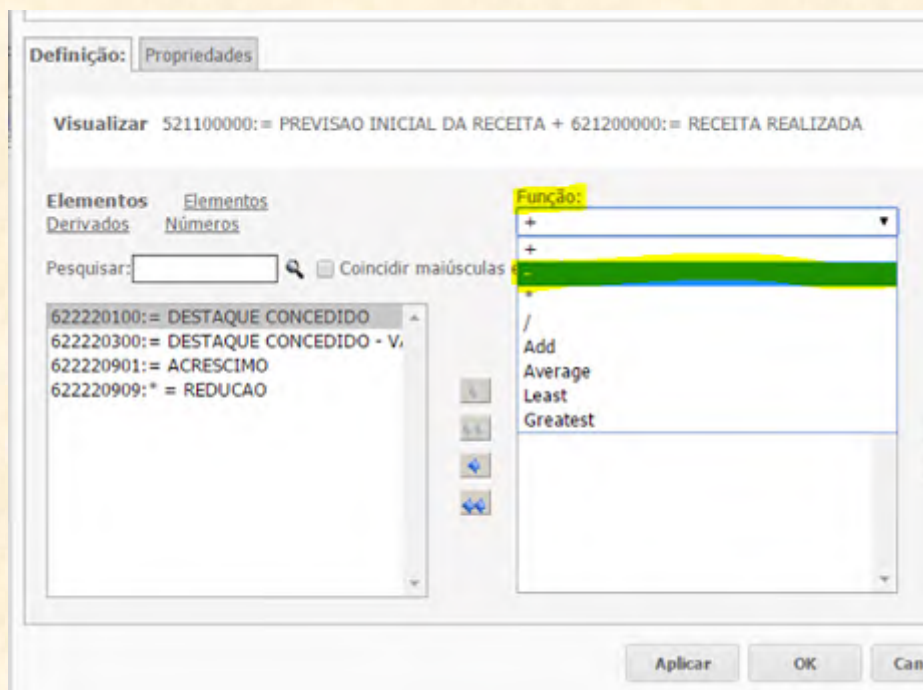 Definição: Propriedades
Visualizar 521100000:= PREVISAO INICIAL DA RECEITA + 621200000:= RECEITA REALIZADA
Elementos Elementos
Derivados Números
Pesquisar: Coincidir maiúsculas e
622220100:= DESTAQUE CONCEDIDO
622220300:= DESTAQUE CONCEDIDO - VA
622220901:= ACRESCIMO
622220909:* = REDUCAO
Função:
+
+
-
*
/
Add
Average
Least
Greatest
Aplicar OK Can